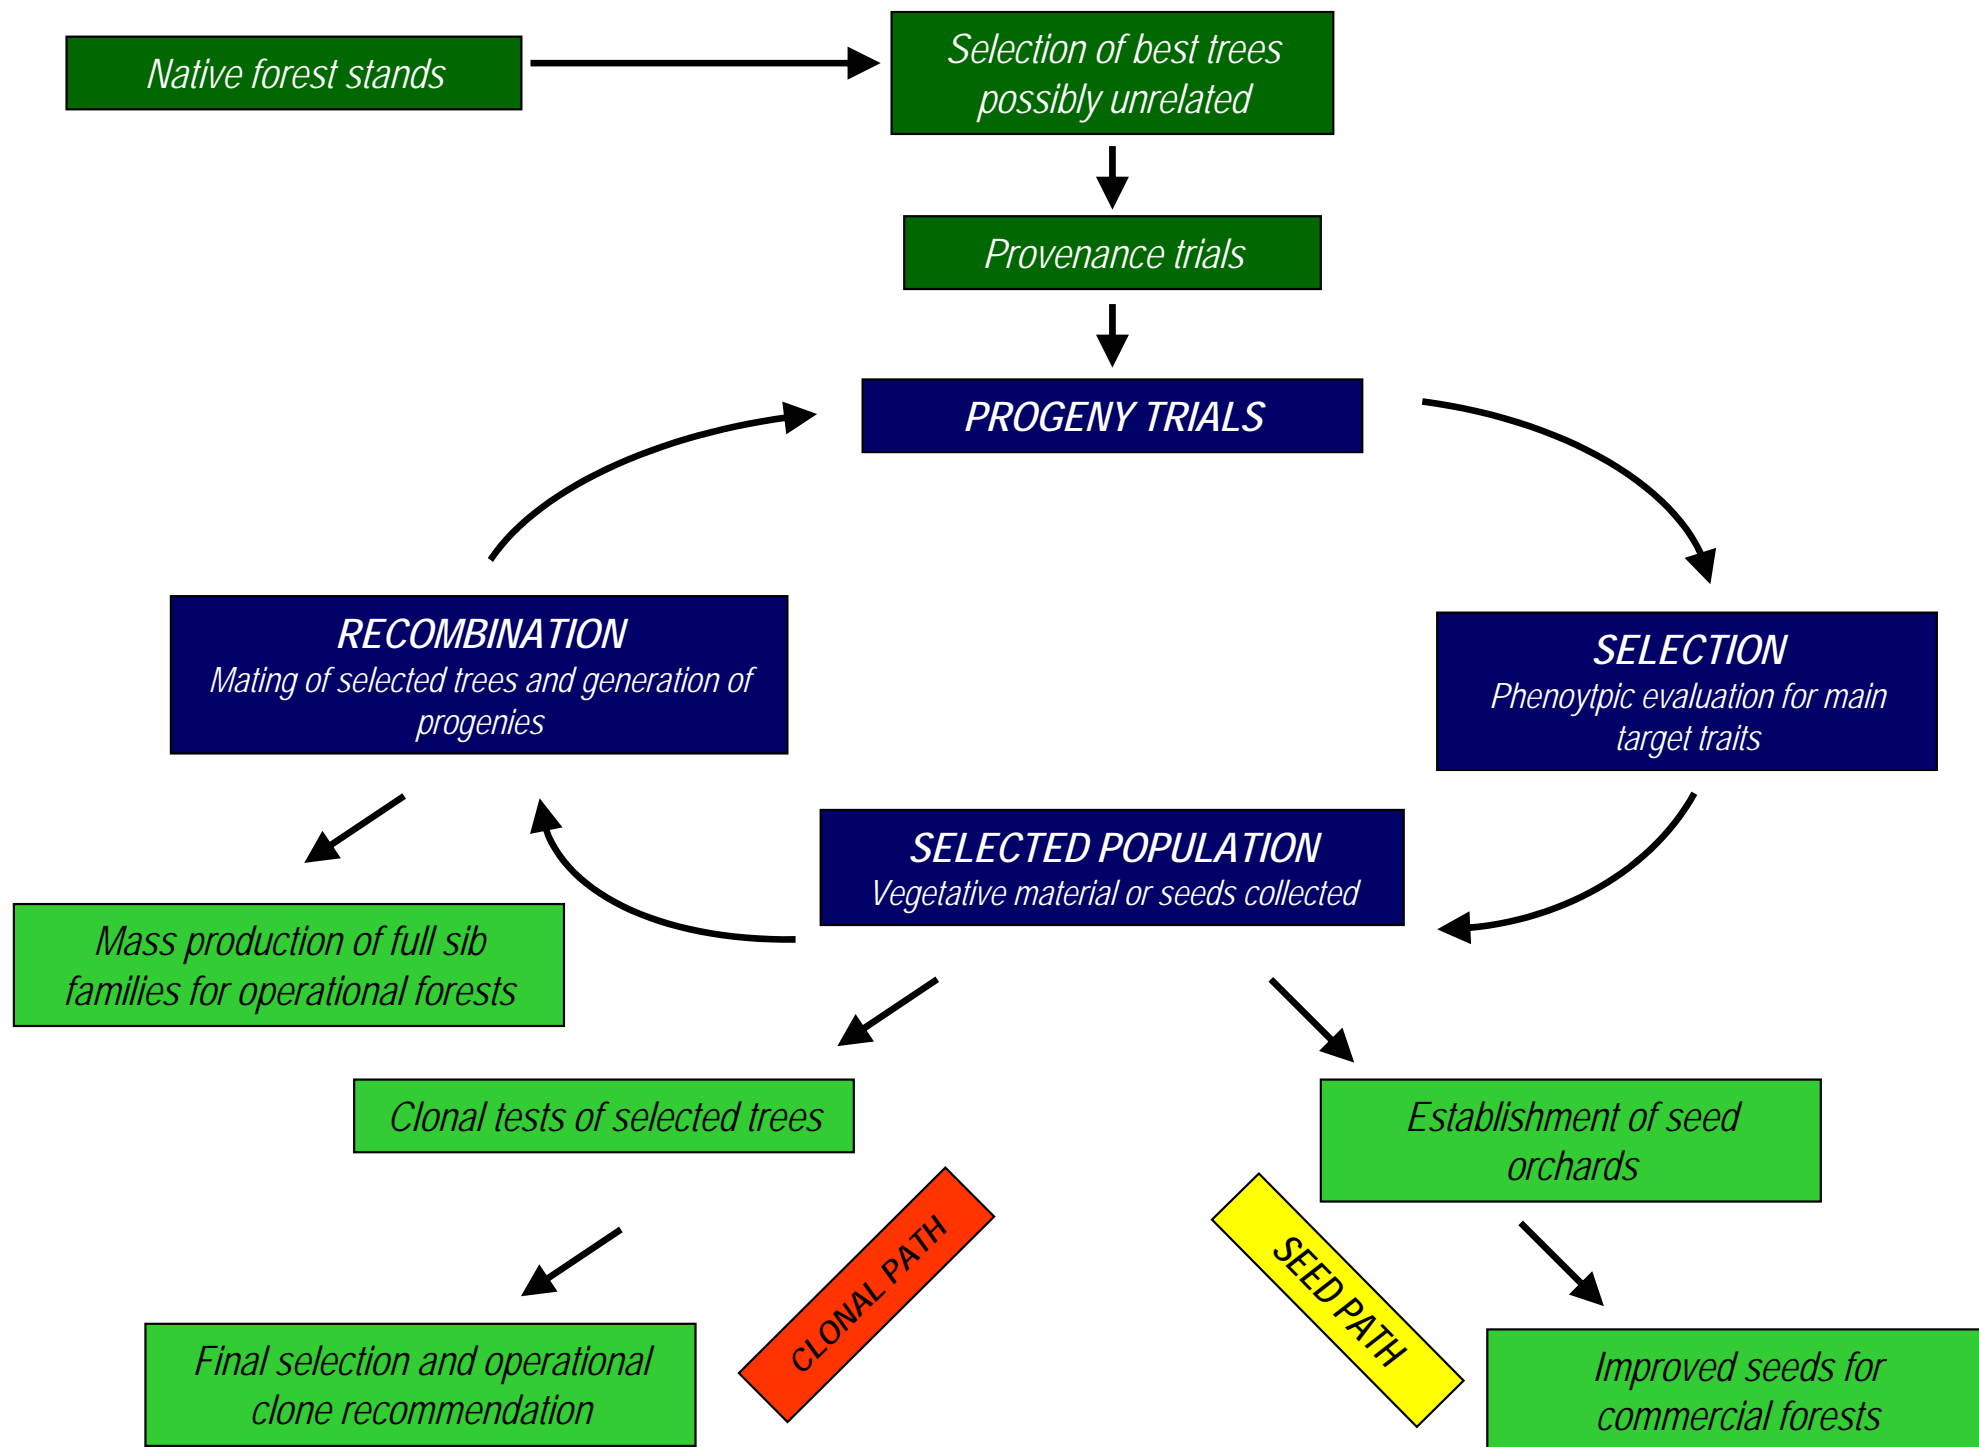 Native forest stands
Selection of best trees
possibly unrelated
Provenance trials
PROGENY TRIALS
RECOMBINATION
Mating of selected trees and generation of
progenies
SELECTION
Phenoytpic evaluation for main
target traits
SELECTED POPULATION
Vegetative material or seeds collected
Mass production of full sib
families for operational forests
Clonal tests of selected trees
Establishment of seed
orchards
CLONAL PATH
SEED PATH
Final selection and operational
clone recommendation
Improved seeds for
commercial forests